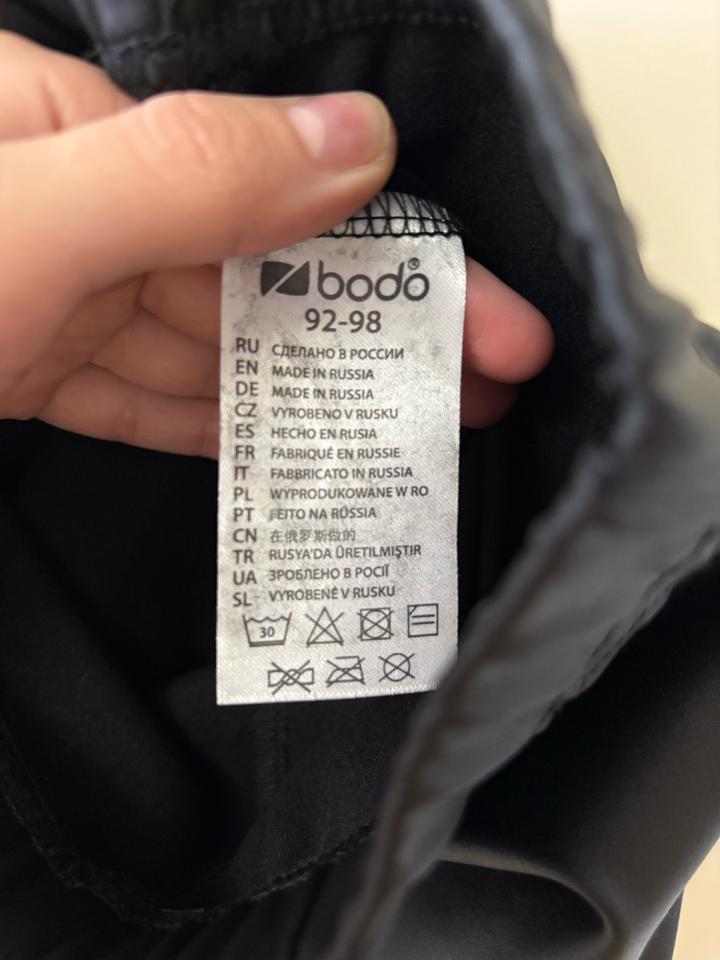 bodo®
92-98
RU СДЕЛАНО В РОССИИ
EN MADE IN RUSSIA
DE MADE IN RUSSIA
CZ VYROBENO V RUSKU
ES HECHO EN RUSIA
FR FABRIQUÉ EN RUSSIE
IT FABBRICATO IN RUSSIA
PL WYPRODUKOWANE W RO
PT FEITO NA RÚSSIA
CN 在俄罗斯做的
TR RUSYA'DA ÜRETILMIŞTIR
UA ЗРОБЛЕНО В РОСІЇ
SL VYROBENÉ V RUSKU
30